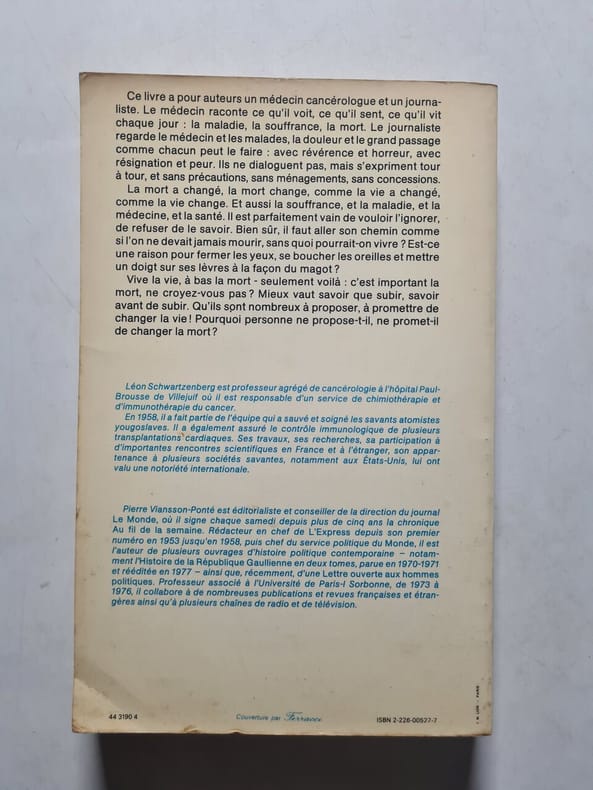 Ce livre a pour auteurs un médecin cancérologue et un journa-
liste. Le médecin raconte ce qu'il voit, ce qu'il sent, ce qu'il vit
chaque jour : la maladie, la souffrance, la mort. Le journaliste
regarde le médecin et les malades, la douleur et le grand passage
comme chacun peut le faire : avec révérence et horreur, avec
résignation et peur. Ils ne dialoguent pas, mais s'expriment tour
à tour, et sans précautions, sans ménagements, sans concessions.
La mort a changé, la mort change, comme la vie a changé,
comme la vie change. Et aussi la souffrance, et la maladie, et la
médecine, et la santé. Il est parfaitement vain de vouloir l'ignorer,
de refuser de le savoir. Bien sûr, il faut aller son chemin comme
si l'on ne devait jamais mourir, sans quoi pourrait-on vivre ? Est-ce
une raison pour fermer les yeux, se boucher les oreilles et mettre
un doigt sur ses lèvres à la façon du magot ?
Vive la vie, à bas la mort - seulement voilà : c'est important la
mort, ne croyez-vous pas ? Mieux vaut savoir que subir, savoir
avant de subir. Qu'ils sont nombreux à proposer, à promettre de
changer la vie ! Pourquoi personne ne propose-t-il, ne promet-il
de changer la mort ?
Léon Schwartzenberg est professeur agrégé de cancérologie à l'hôpital Paul-
Brousse de Villejuif où il est responsable d'un service de chimiothérapie et
d'immunothérapie du cancer.
En 1958, il a fait partie de l'équipe qui a sauvé et soigné les savants atomistes
yougoslaves. Il a également assuré le contrôle immunologique de plusieurs
transplantations cardiaques. Ses travaux, ses recherches, sa participation à
d'importantes rencontres scientifiques en France et à l'étranger, son appar-
tenance à plusieurs sociétés savantes, notamment aux États-Unis, lui ont
valu une notoriété internationale.
Pierre Viansson-Ponté est éditorialiste et conseiller de la direction du journal
Le Monde, où il signe chaque samedi depuis plus de cinq ans la chronique
Au fil de la semaine. Rédacteur en chef de L'Express depuis son premier
numéro en 1953 jusqu'en 1958, puis chef du service politique du Monde, il est
l'auteur de plusieurs ouvrages d'histoire politique contemporaine – notam-
ment l'Histoire de la République Gaullienne en deux tomes, parue en 1970-1971
et rééditée en 1977 – ainsi que, récemment, d'une Lettre ouverte aux hommes
politiques. Professeur associé à l'Université de Paris-I Sorbonne, de 1973 à
1976, il collabore à de nombreuses publications et revues françaises et étran-
gères ainsi qu'à plusieurs chaînes de radio et de télévision.
44 3190 4
Couverture par Ferracci
ISBN 2-226-00527-7